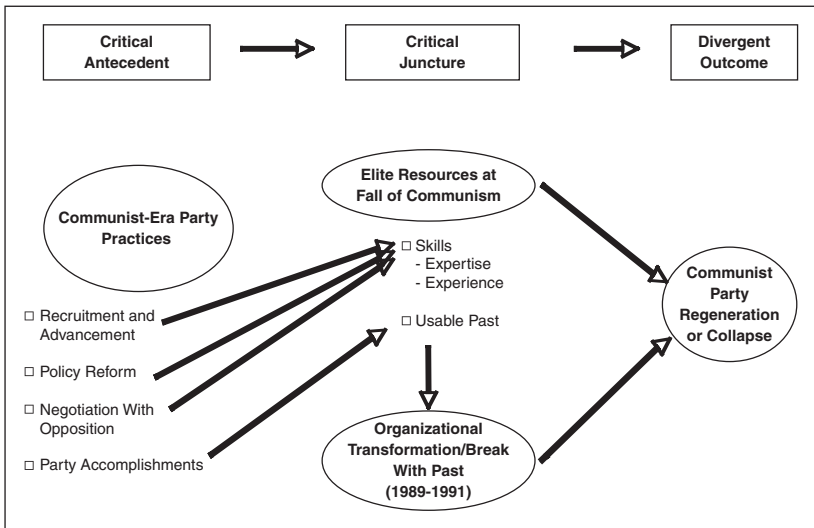 Critical
Antecedent
Critical
Juncture
Divergent
Outcome
Communist-Era Party
Practices
□ Recruitment and
Advancement
□ Policy Reform
□ Negotiation With
Opposition
□ Party Accomplishments
Elite Resources at
Fall of Communism
□ Skills
- Expertise
- Experience
□ Usable Past
Organizational
Transformation/Break
With Past
(1989-1991)
Communist
Party
Regeneration
or Collapse